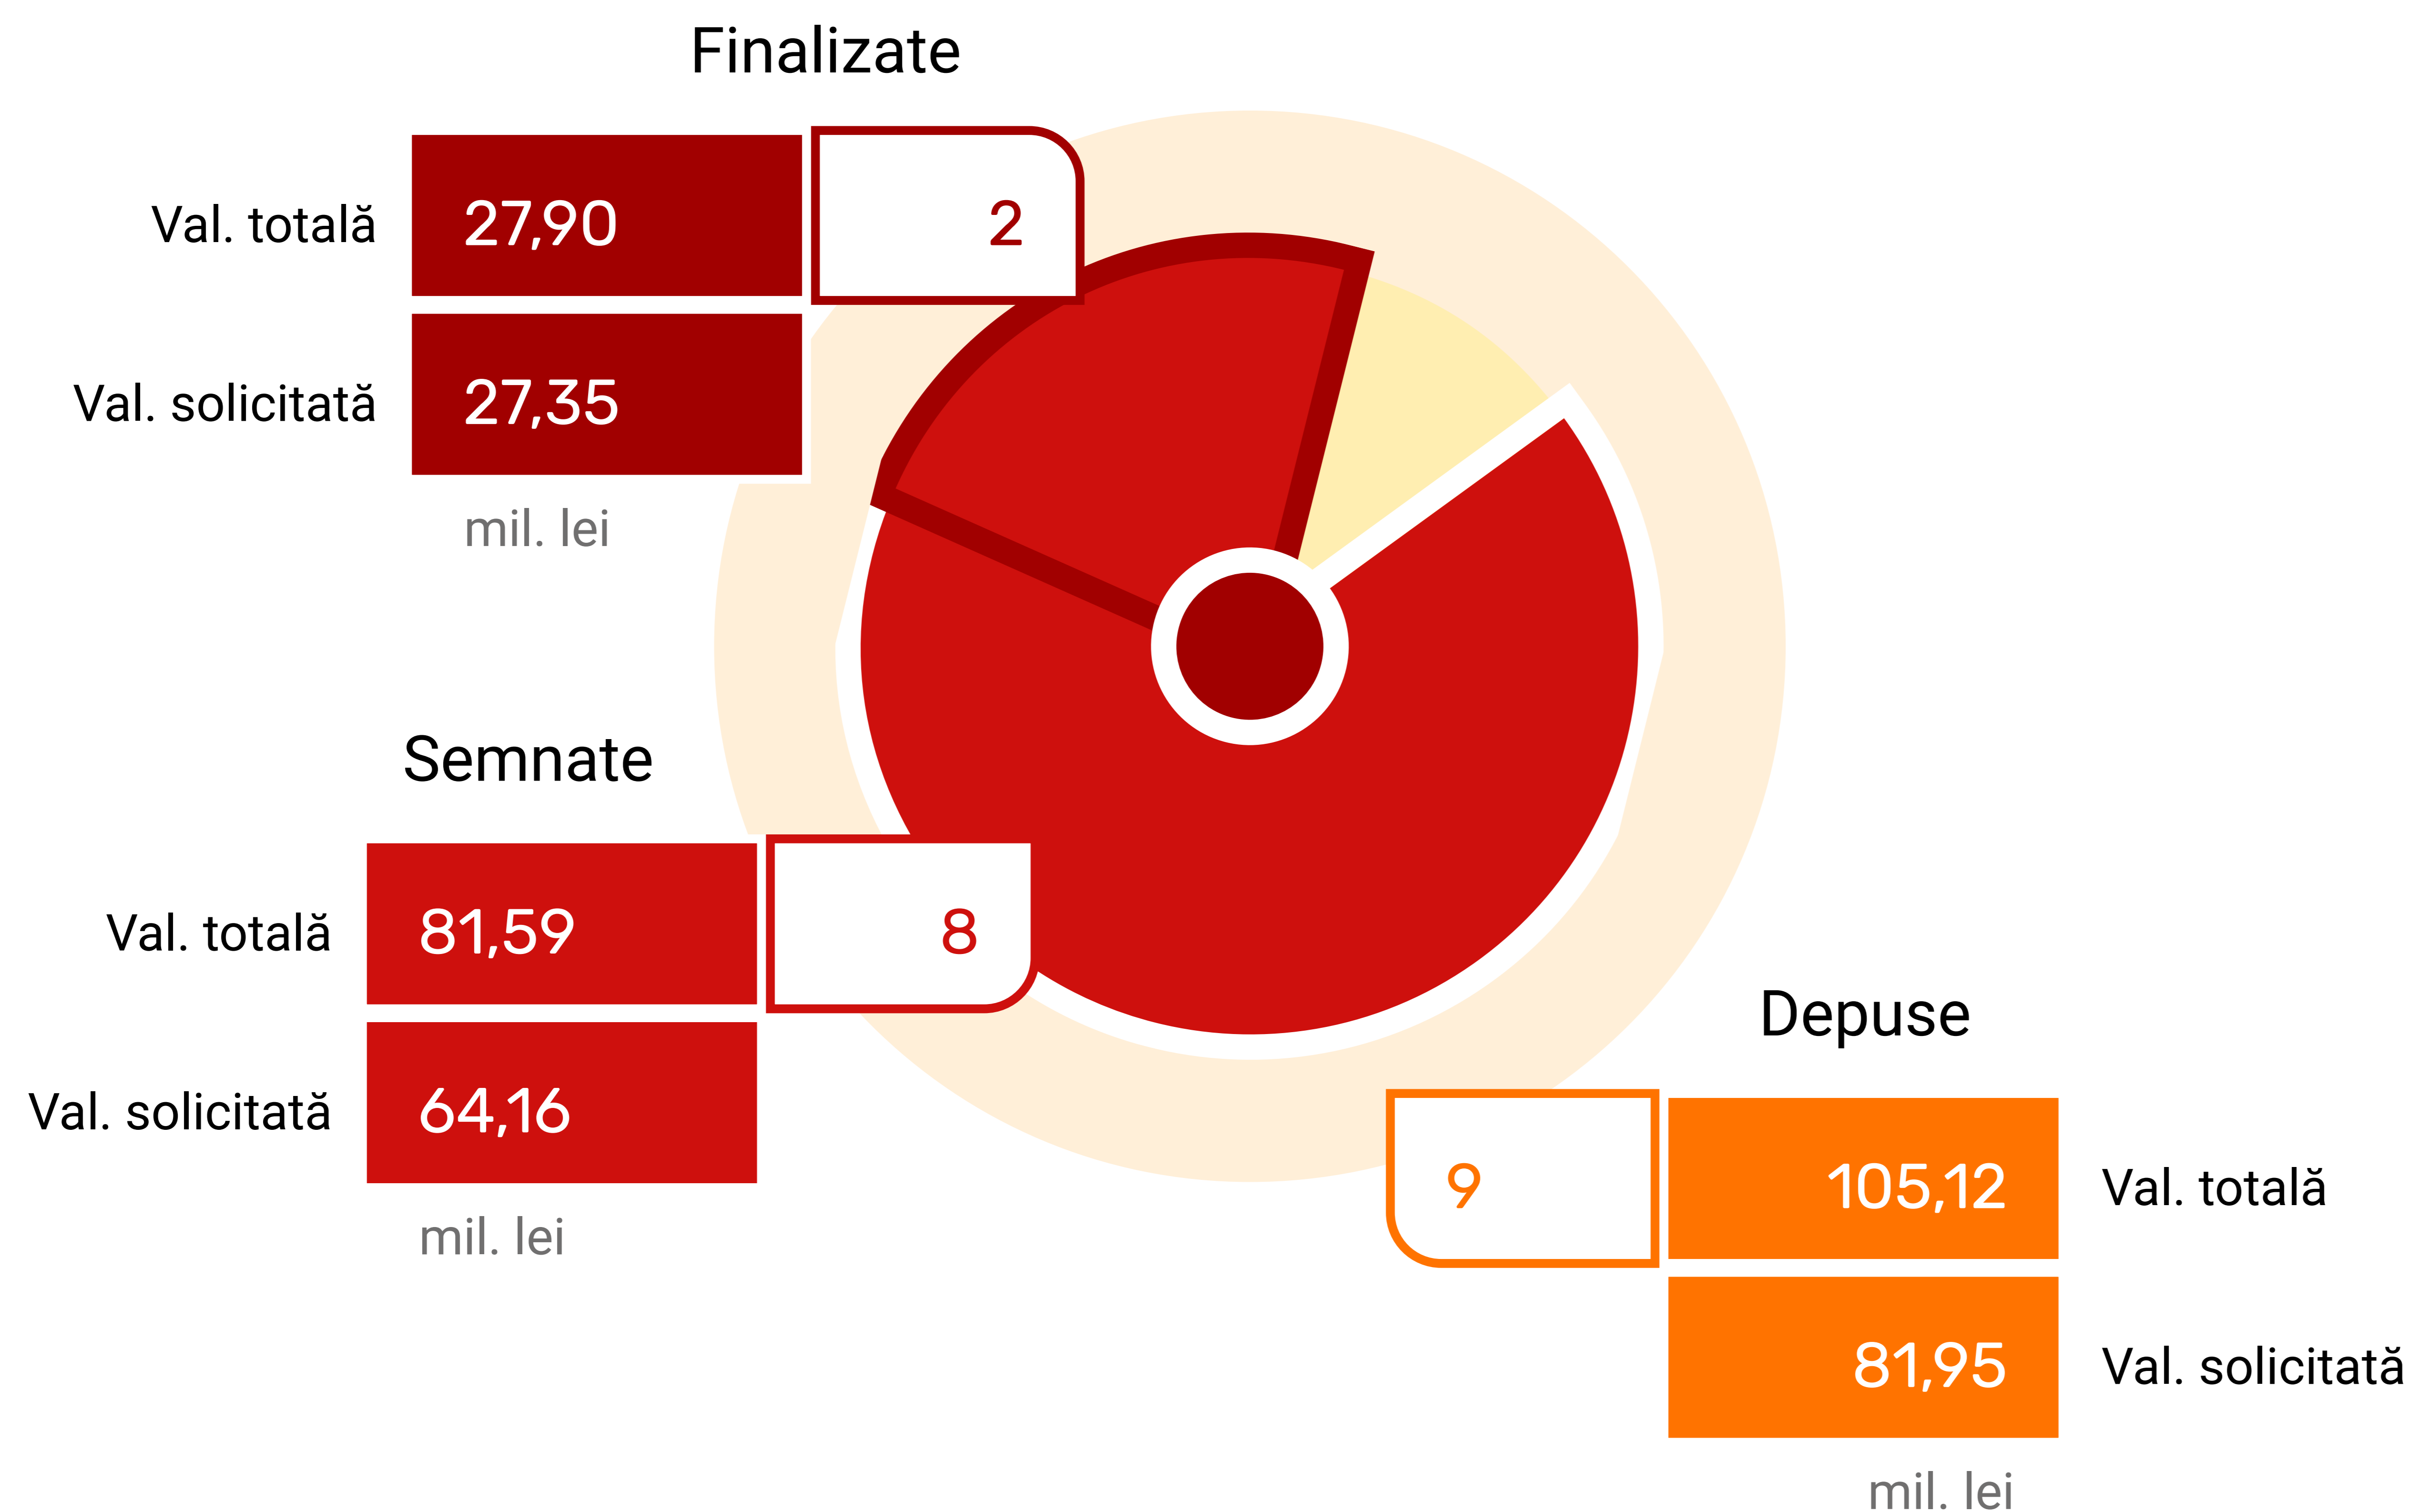 Finalizate
Val. totală 27,90 2
Val. solicitată 27,35
mil. lei
Semnate
Val. totală 81,59 8
Val. solicitată 64,16
mil. lei
Depuse
9 105,12 Val. totală
81,95 Val. solicitată
mil. lei